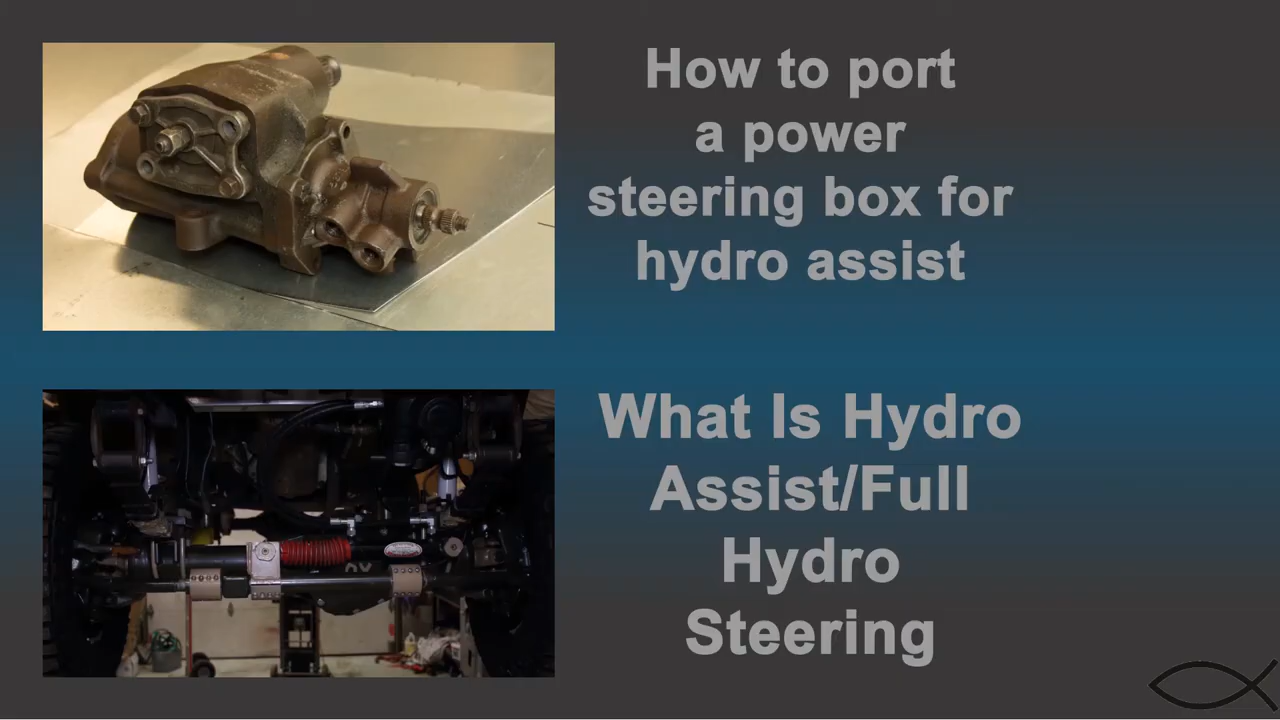 How to port
a power
steering box for
hydro assist
What Is Hydro
Assist/Full
Hydro
Steering